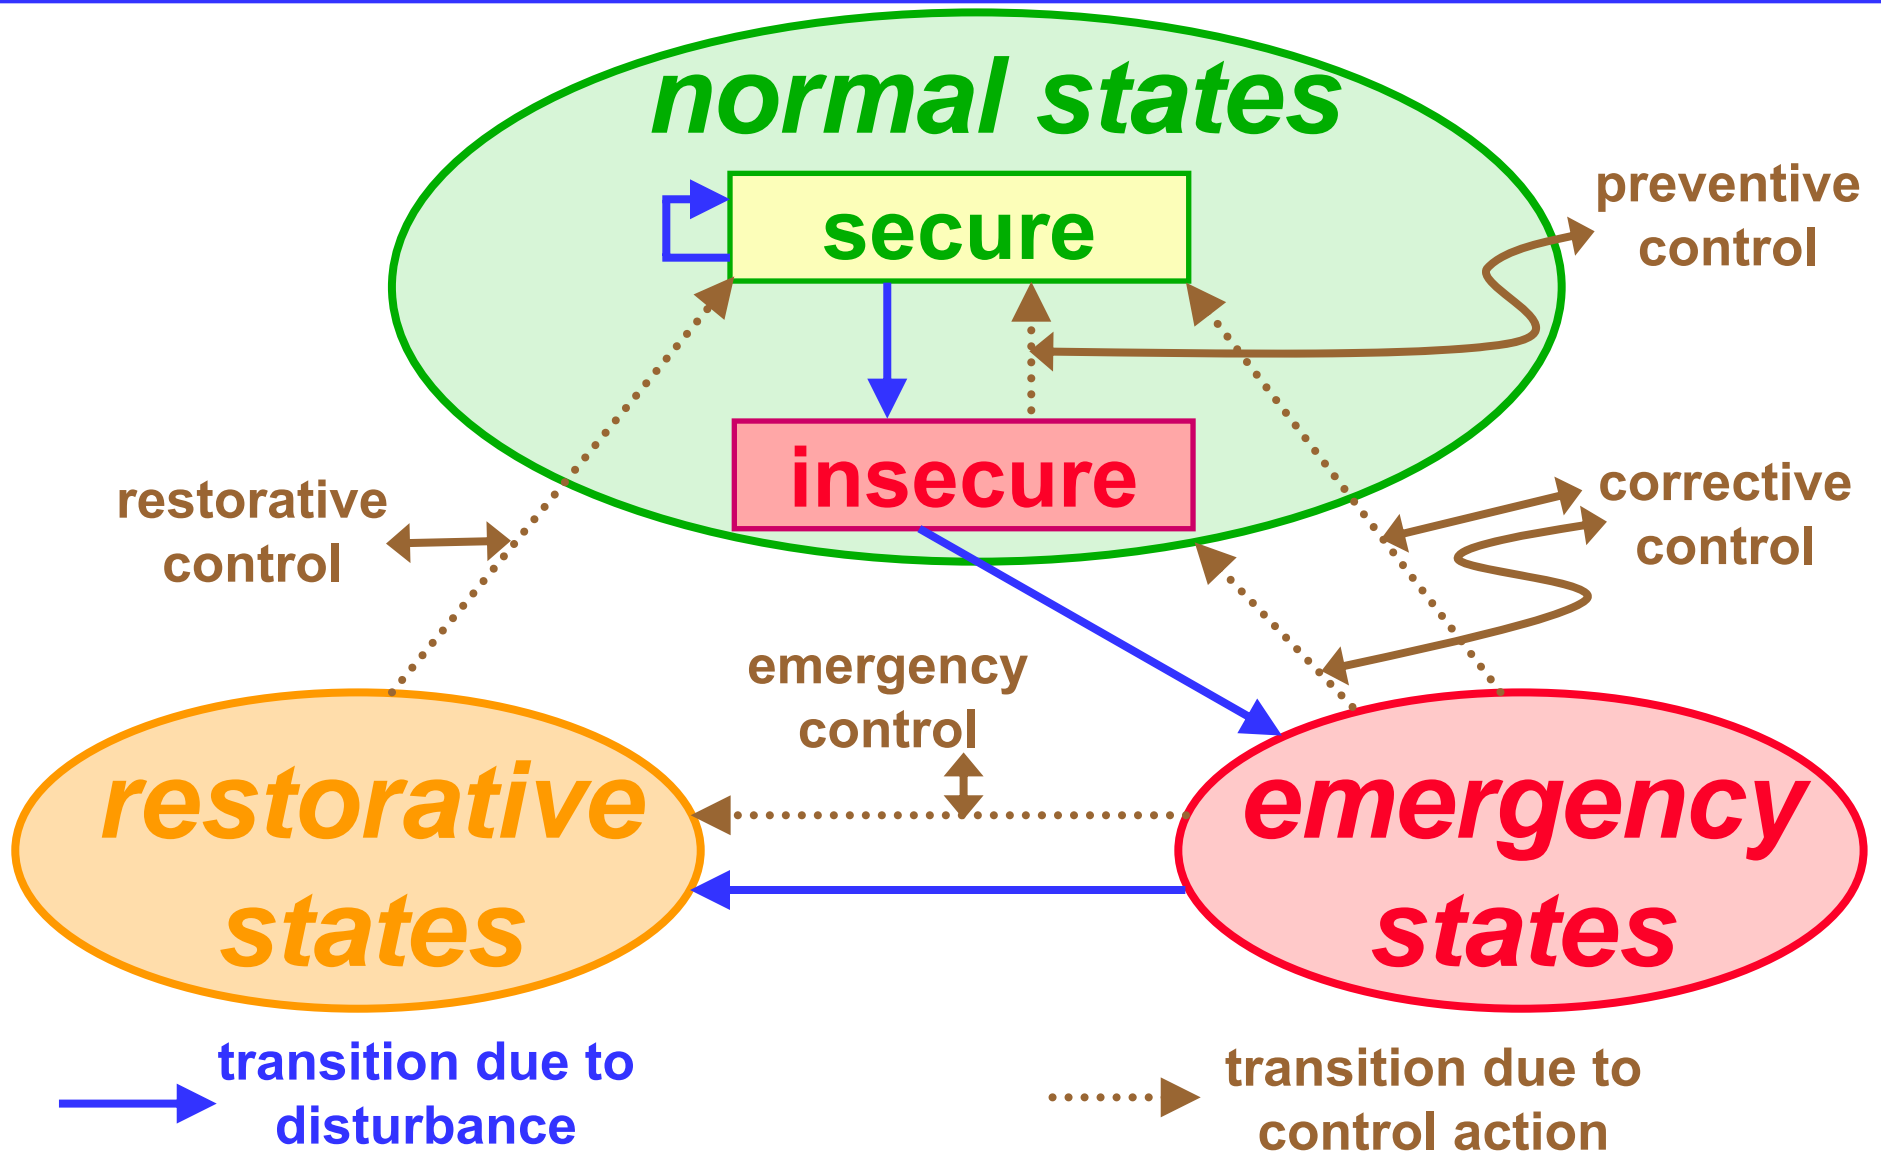 normal states
secure
preventive
control
insecure
restorative
control
corrective
control
emergency
control
restorative
states
emergency
states
transition due to
disturbance
transition due to
control action